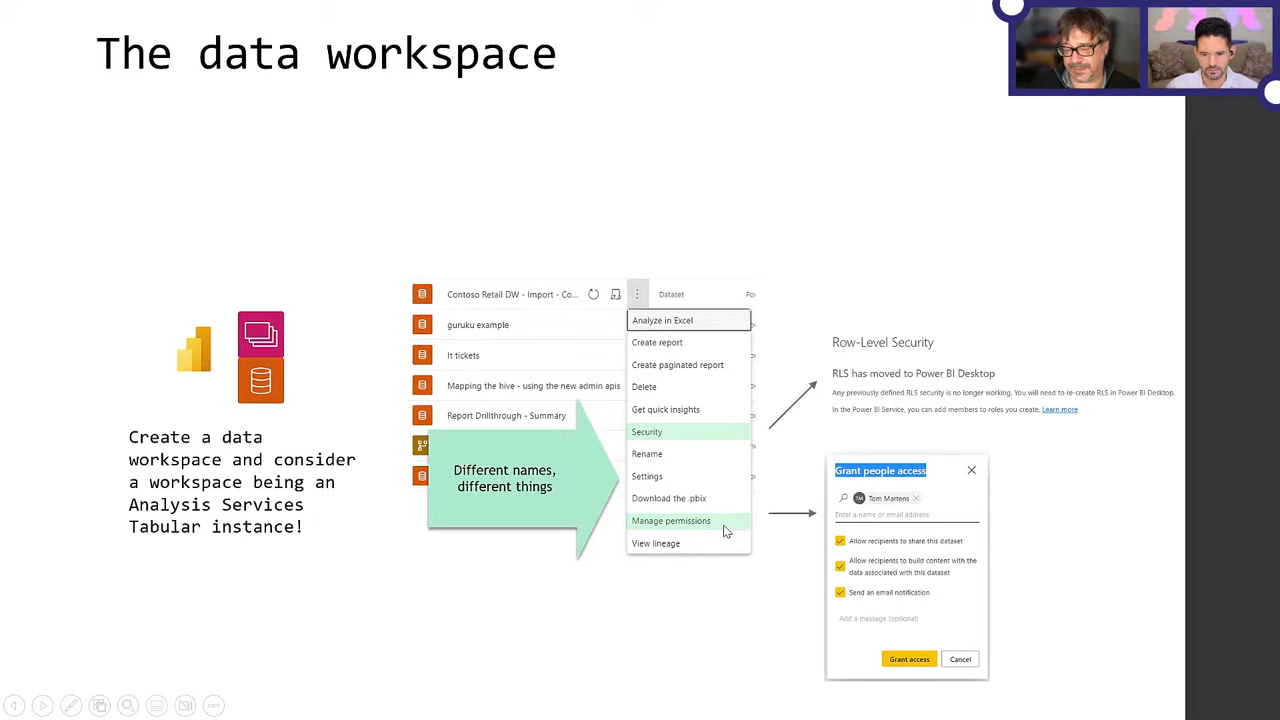 The data workspace
Create a data
workspace and consider
a workspace being an
Analysis Services
Tabular instance!
Contoso Retail DW - Import - Co...
Dataset
guruku example
It tickets
Mapping the hive - using the new admin apis
Report Drillthrough - Summary
Different names,
different things
Analyze in Excel
Create report
Create paginated report
Delete
Get quick insights
Security
Rename
Settings
Download the .pbix
Manage permissions
View lineage
Row-Level Security
RLS has moved to Power BI Desktop
Any previously defined RLS security is no longer working. You will need to re-create RLS in Power BI Desktop.
In the Power BI Service, you can add members to roles you create. Learn more
Grant people access
TM Tom Martens
Enter a name or email address
Allow recipients to share this dataset
Allow recipients to build content with the
data associated with this dataset
Send an email notification
Add a message (optional)
Grant access
Cancel